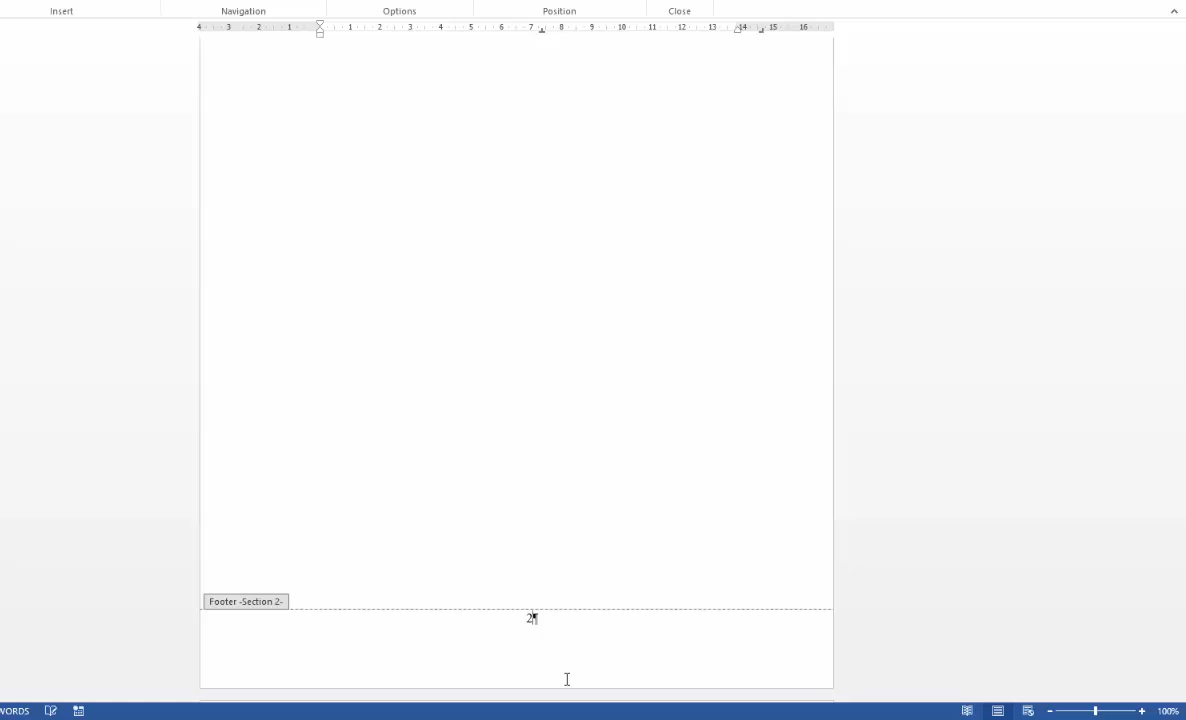 Insert Navigation Options Position Close
4 3 2 1 1 2 3 4 5 6 7 8 9 10 11 12 13 14 15 16
Footer -Section 2-
2¶
WORDS 100%